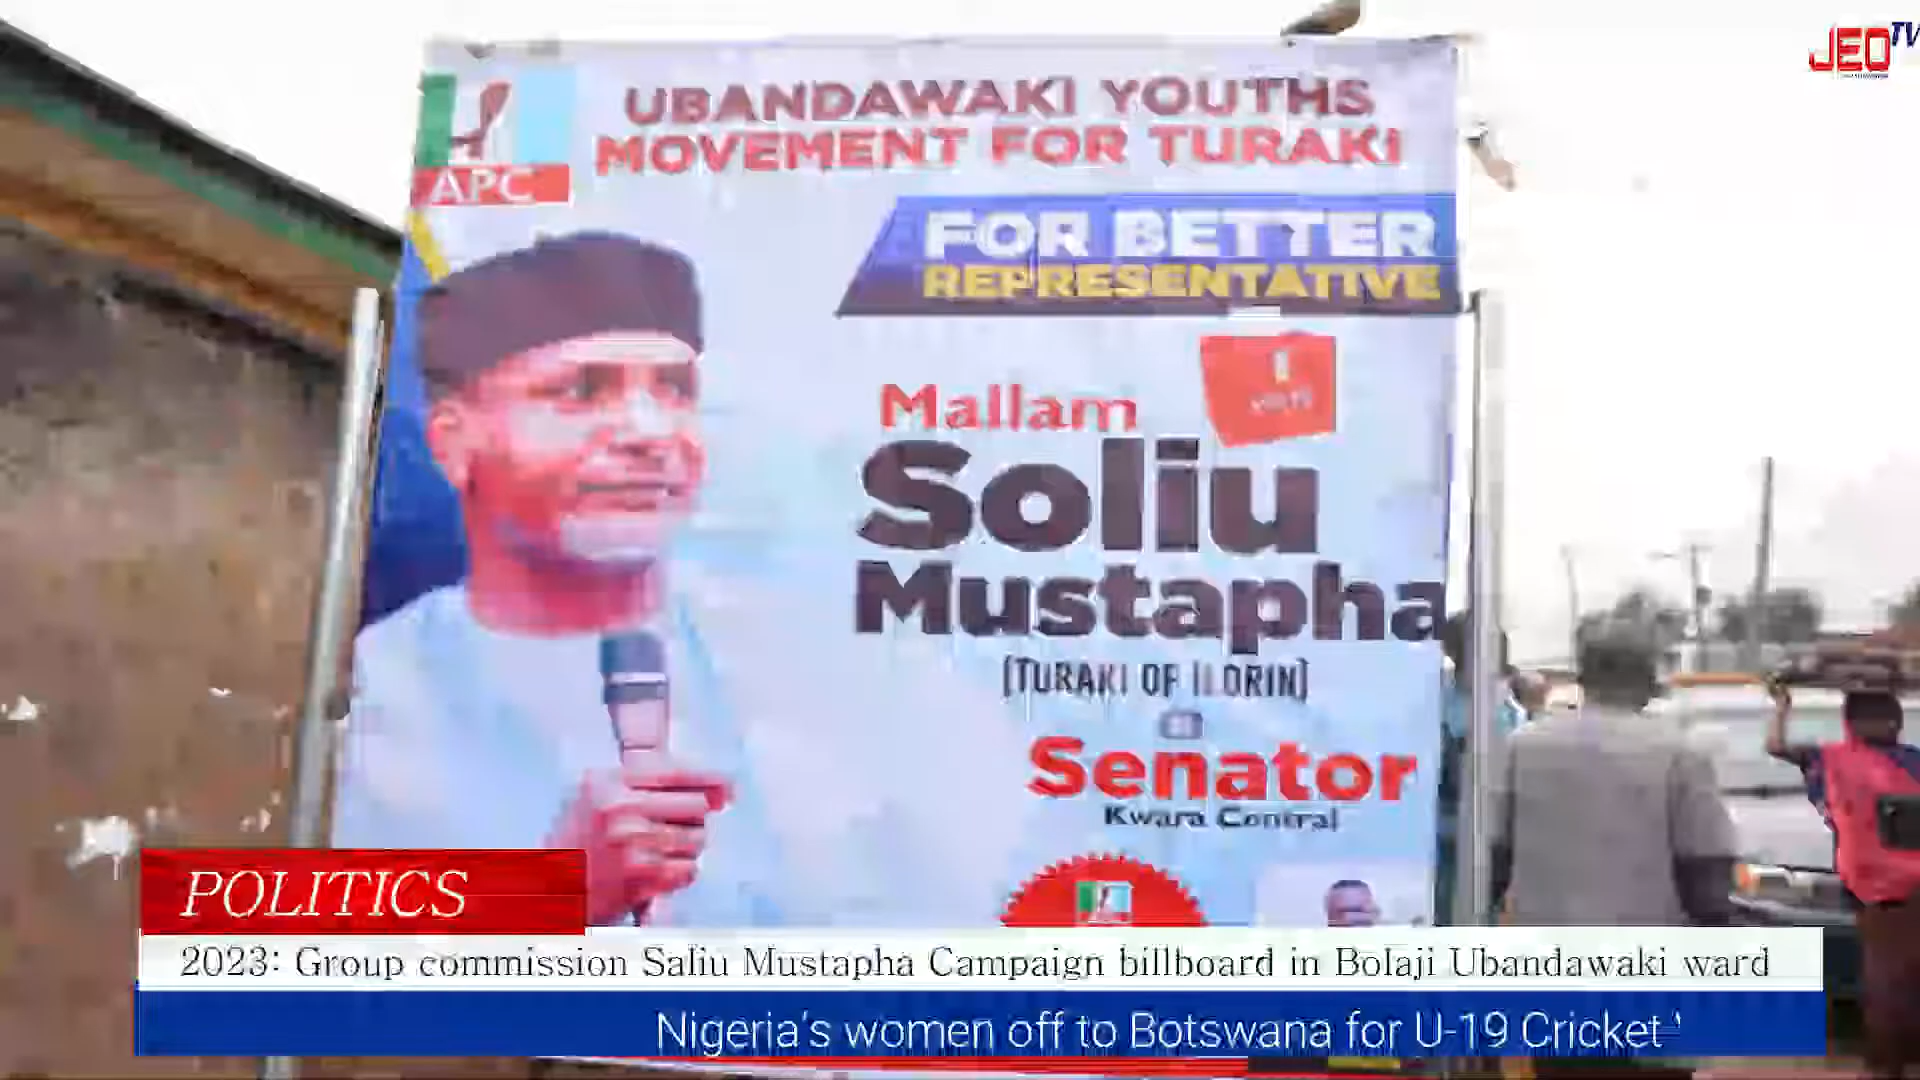 JEOTV
UBANDAWAKI YOUTHS
MOVEMENT FOR TURAKI
APC
FOR BETTER
REPRESENTATIVE
Mallam
Soliu
Mustapha
(TURAKI OF ILORIN)
Senator
Kwara Central
POLITICS
2023: Group commission Saliu Mustapha Campaign billboard in Bolaji Ubandawaki ward
Nigeria's women off to Botswana for U-19 Cricket